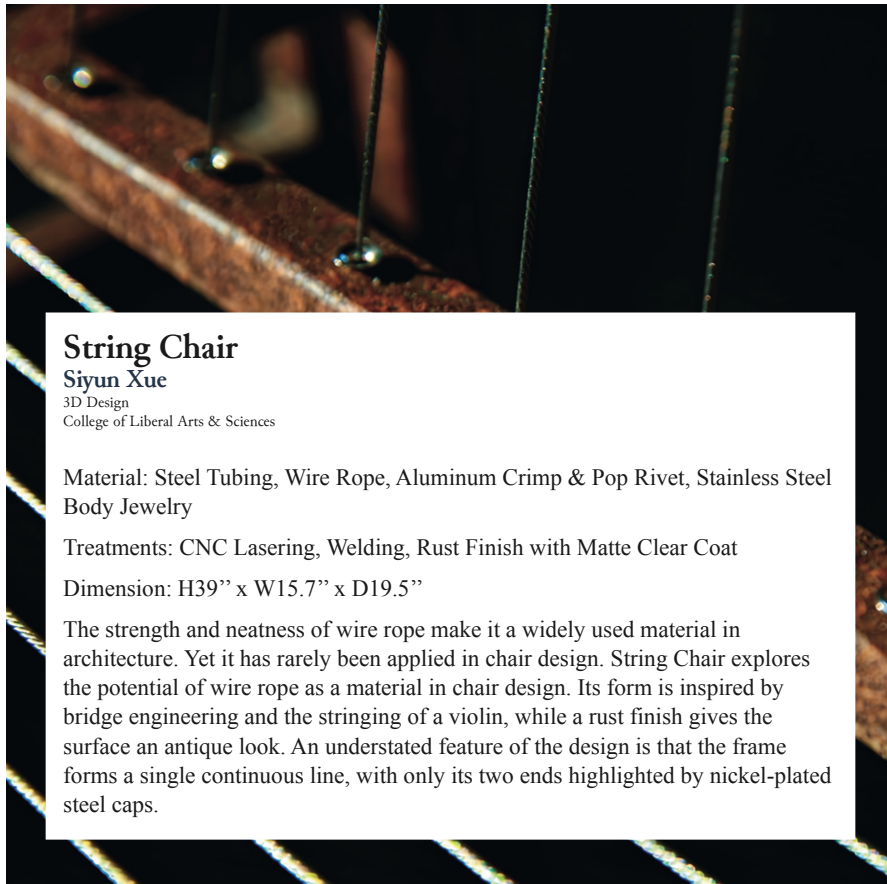 String Chair
Siyun Xue
3D Design
College of Liberal Arts & Sciences
Material: Steel Tubing, Wire Rope, Aluminum Crimp & Pop Rivet, Stainless Steel
Body Jewelry
Treatments: CNC Lasering, Welding, Rust Finish with Matte Clear Coat
Dimension: H39’’ x W15.7’’ x D19.5’’
The strength and neatness of wire rope make it a widely used material in
architecture. Yet it has rarely been applied in chair design. String Chair explores
the potential of wire rope as a material in chair design. Its form is inspired by
bridge engineering and the stringing of a violin, while a rust finish gives the
surface an antique look. An understated feature of the design is that the frame
forms a single continuous line, with only its two ends highlighted by nickel-plated
steel caps.